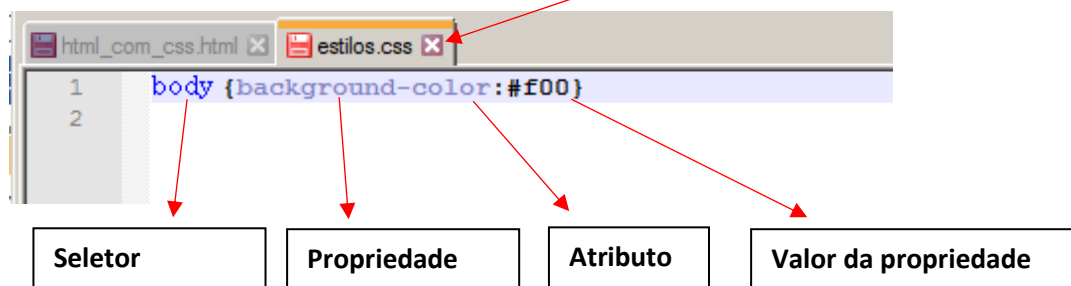 html_com_css.html estilos.css
1 body {background-color:#f00}
2
Seletor Propriedade Atributo Valor da propriedade